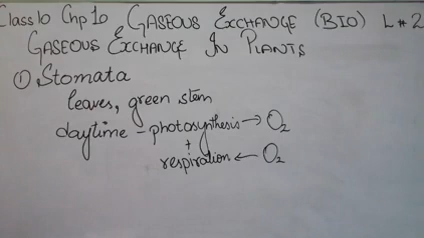 Class 10 Chp 10 GASEOUS EXCHANGE (BIO) L # 2
GASEOUS EXCHANGE IN PLANTS
① Stomata
leaves, green stem
daytime - photosynthesis → O₂
+
respiration ← O₂